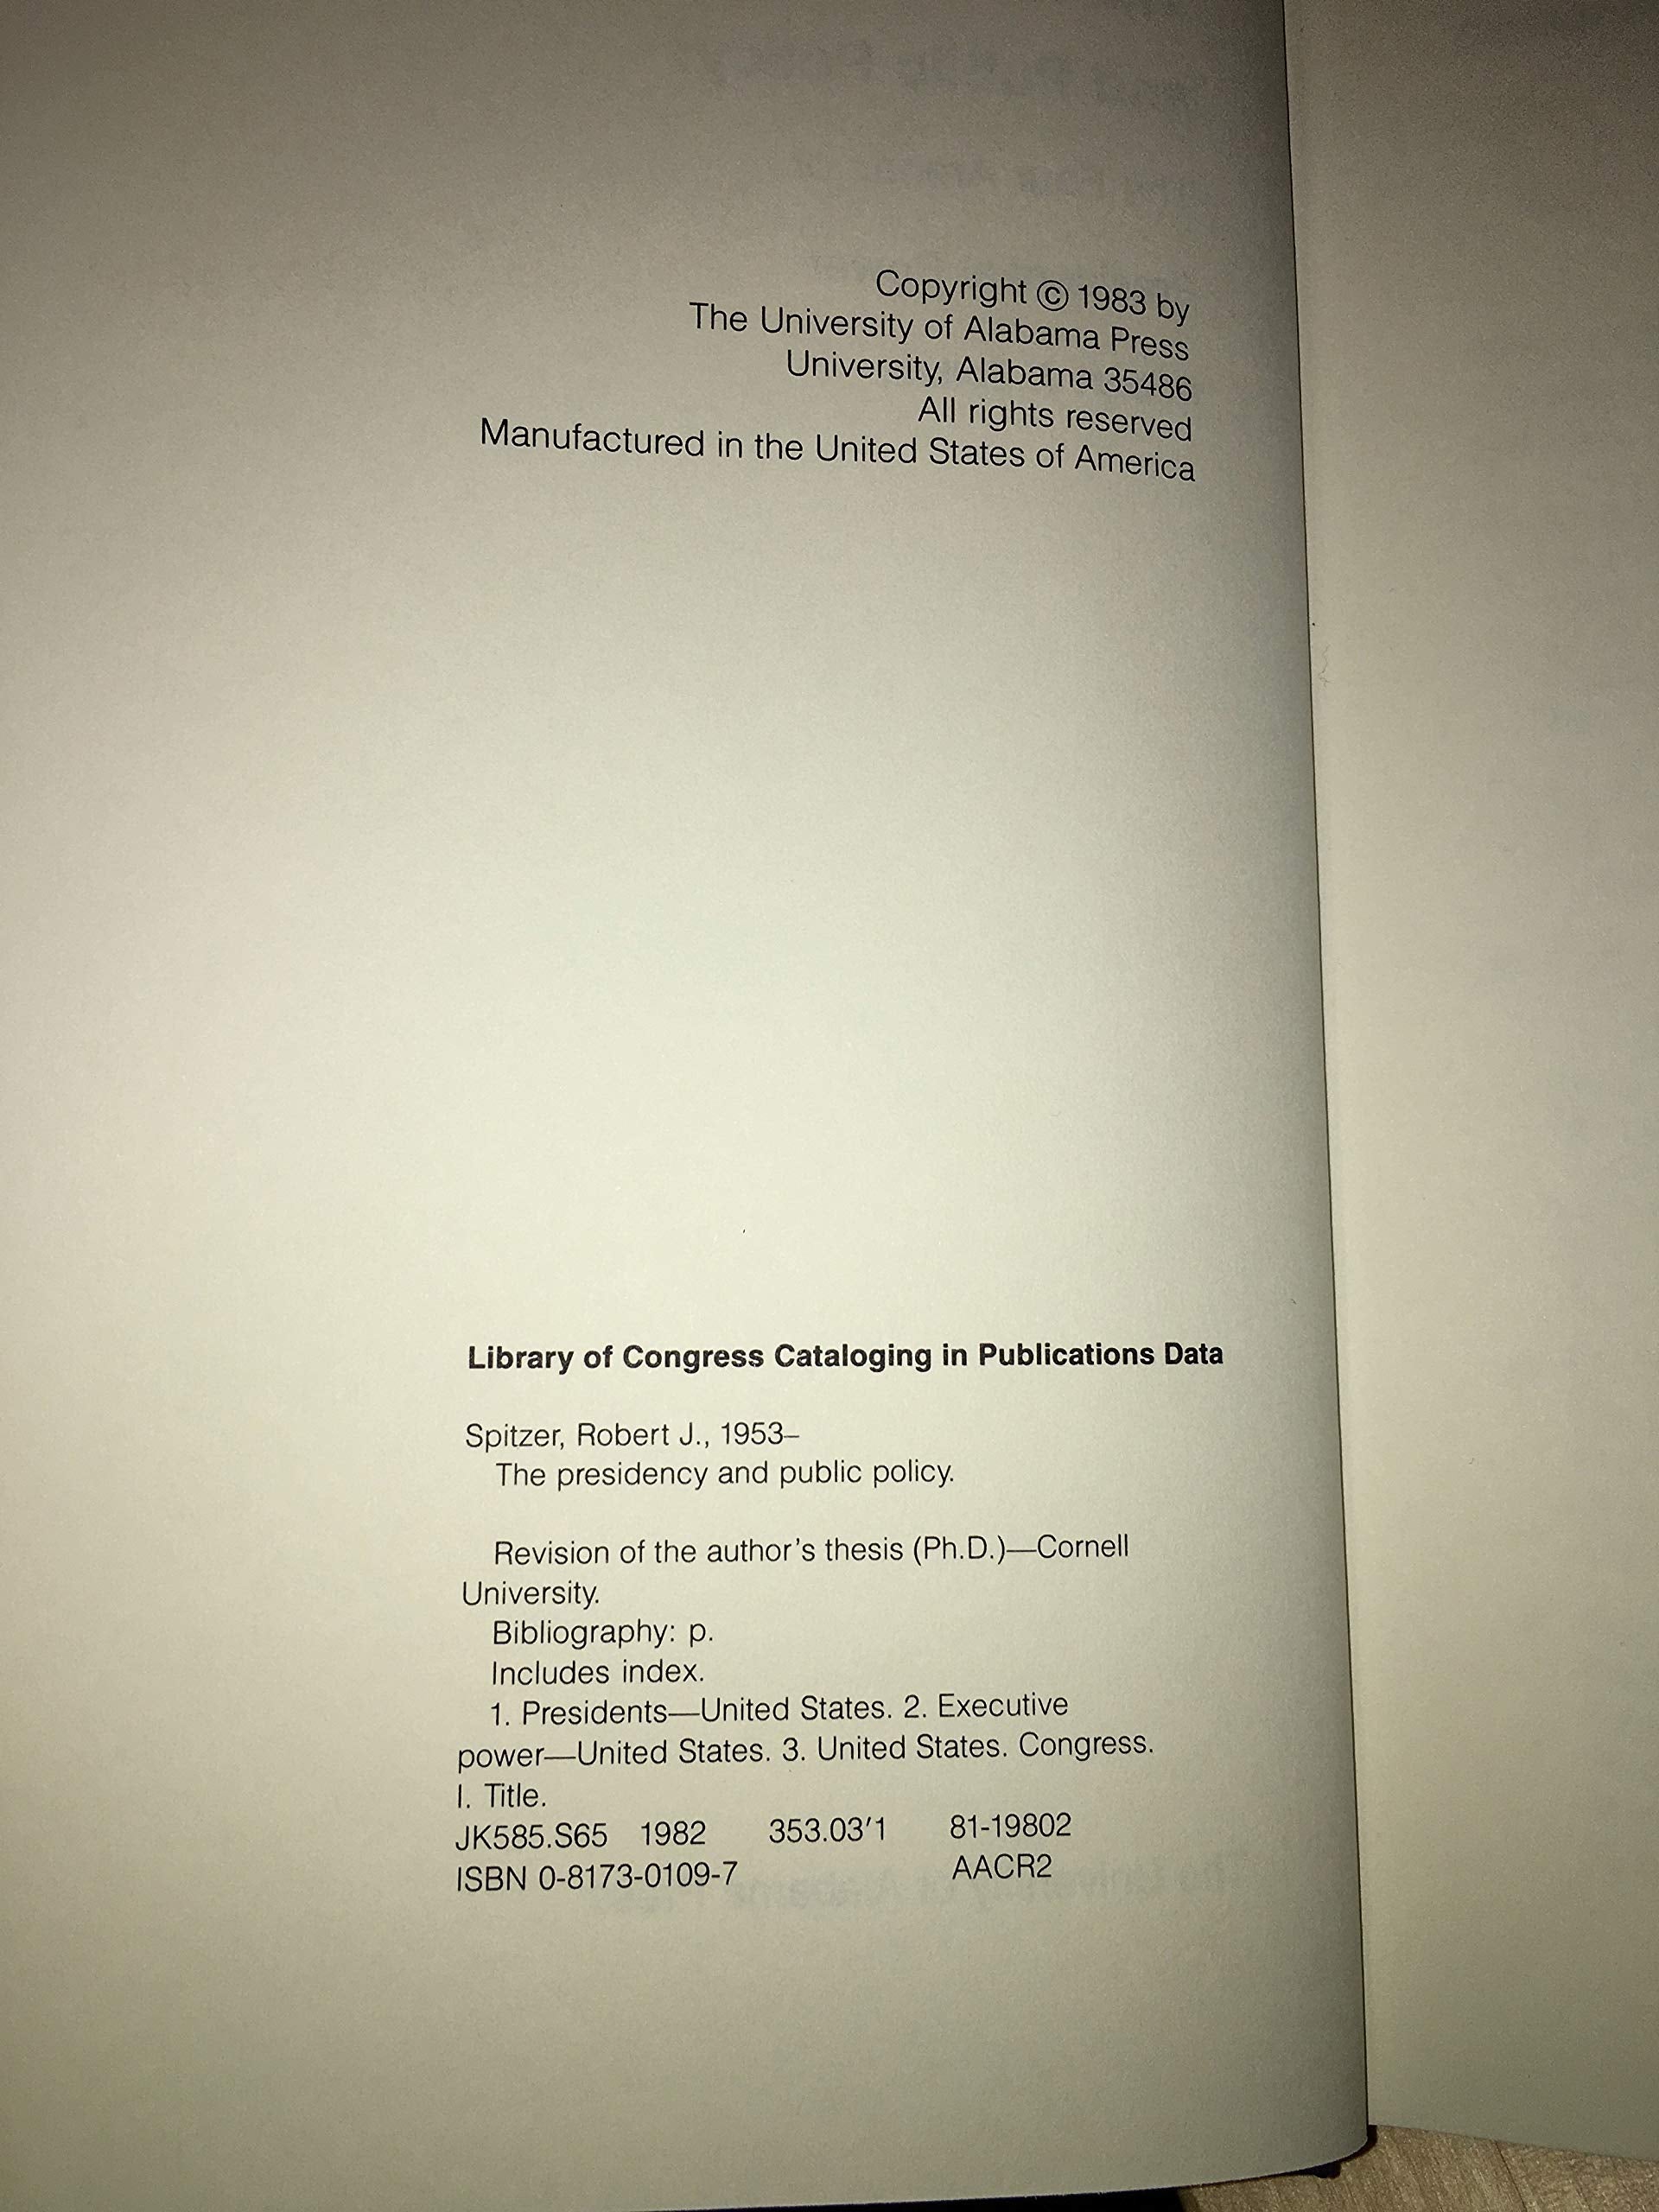 Copyright © 1983 by
The University of Alabama Press
University, Alabama 35486
All rights reserved
Manufactured in the United States of America
Library of Congress Cataloging in Publications Data
Spitzer, Robert J., 1953–
The presidency and public policy.
Revision of the author's thesis (Ph.D.)—Cornell
University.
Bibliography: p.
Includes index.
1. Presidents—United States. 2. Executive
power—United States. 3. United States. Congress.
I. Title.
JK585.S65 1982 353.03′1 81-19802
ISBN 0-8173-0109-7 AACR2